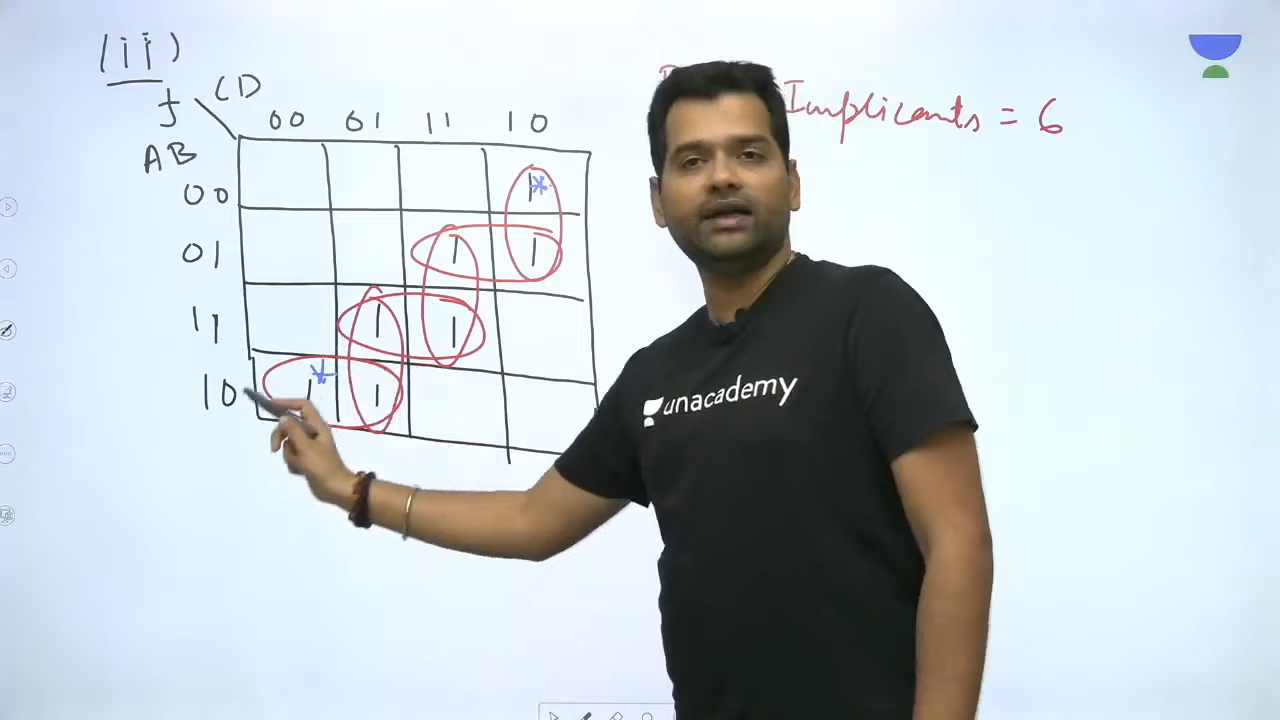 (ii)
f CD
00 01 11 10
AB
Implicants = 6
00 1*
01 1 1
11 1 1
10 1* 1
unacademy